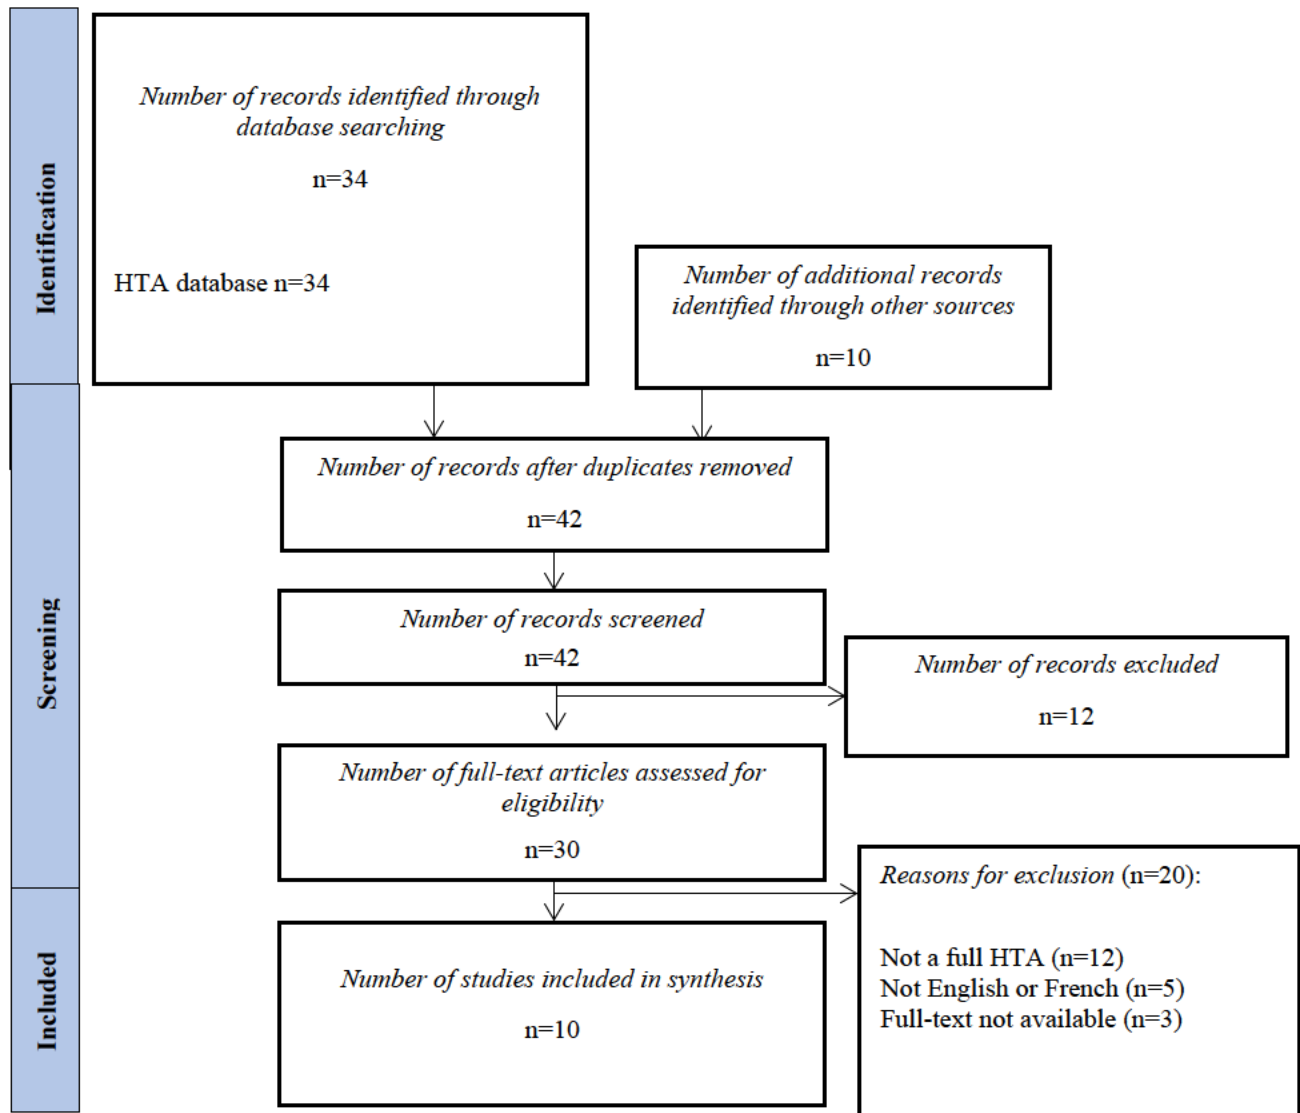 Identification
Number of records identified through
database searching
n=34
HTA database n=34
Number of additional records
identified through other sources
n=10
Screening
Number of records after duplicates removed
n=42
Number of records screened
n=42
Number of records excluded
n=12
Number of full-text articles assessed for
eligibility
n=30
Reasons for exclusion (n=20):
Not a full HTA (n=12)
Not English or French (n=5)
Full-text not available (n=3)
Included
Number of studies included in synthesis
n=10